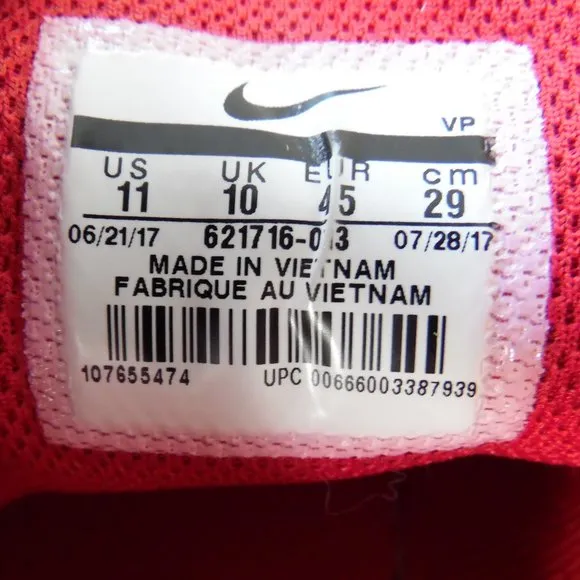 VP
US UK EUR cm
11 10 45 29
06/21/17 621716-013 07/28/17
MADE IN VIETNAM
FABRIQUE AU VIETNAM
107655474 UPC 00666003387939